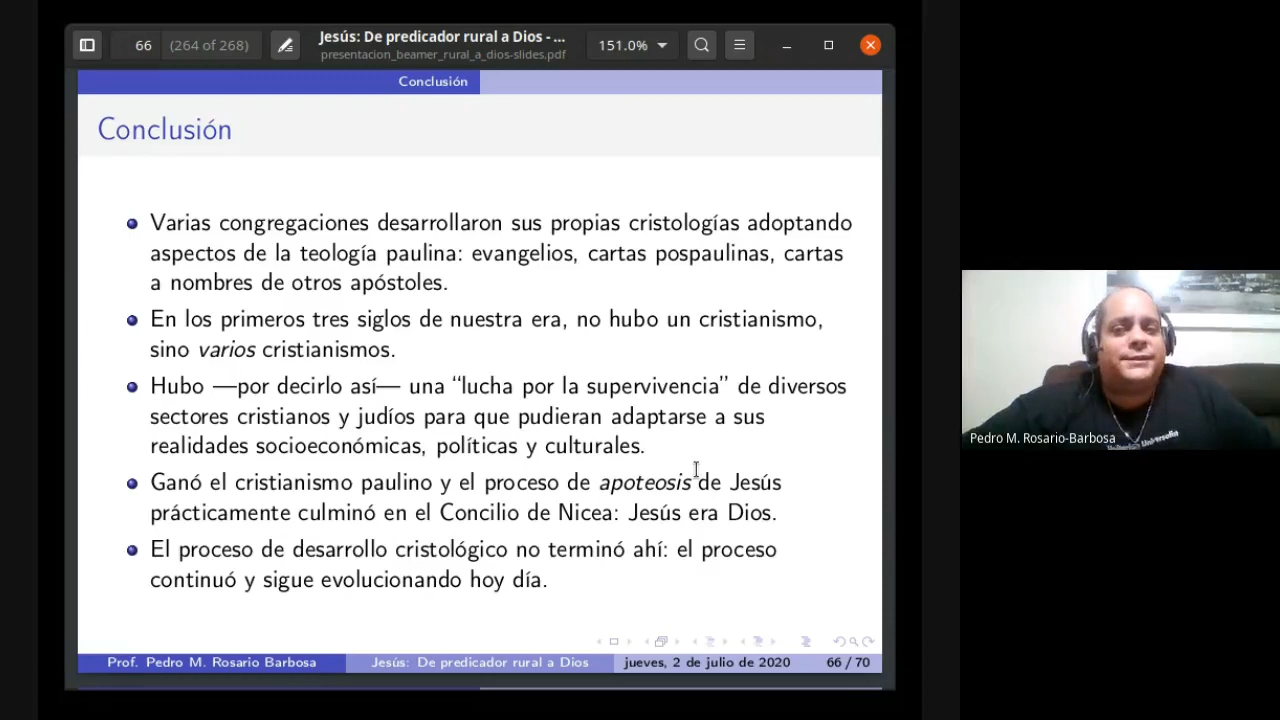 66
(264 of 268)
Jesús: De predicador rural a Dios - ...
presentacion_beamer_rural_a_dios-slides.pdf
151.0%
Conclusión
Conclusión
Varias congregaciones desarrollaron sus propias cristologías adoptando
aspectos de la teología paulina: evangelios, cartas pospaulinas, cartas
a nombres de otros apóstoles.
En los primeros tres siglos de nuestra era, no hubo un cristianismo,
sino varios cristianismos.
Hubo —por decirlo así— una “lucha por la supervivencia” de diversos
sectores cristianos y judíos para que pudieran adaptarse a sus
realidades socioeconómicas, políticas y culturales.
Ganó el cristianismo paulino y el proceso de apoteosis de Jesús
prácticamente culminó en el Concilio de Nicea: Jesús era Dios.
El proceso de desarrollo cristológico no terminó ahí: el proceso
continuó y sigue evolucionando hoy día.
Prof. Pedro M. Rosario Barbosa
Jesús: De predicador rural a Dios
jueves, 2 de julio de 2020
66 / 70
Pedro M. Rosario-Barbosa